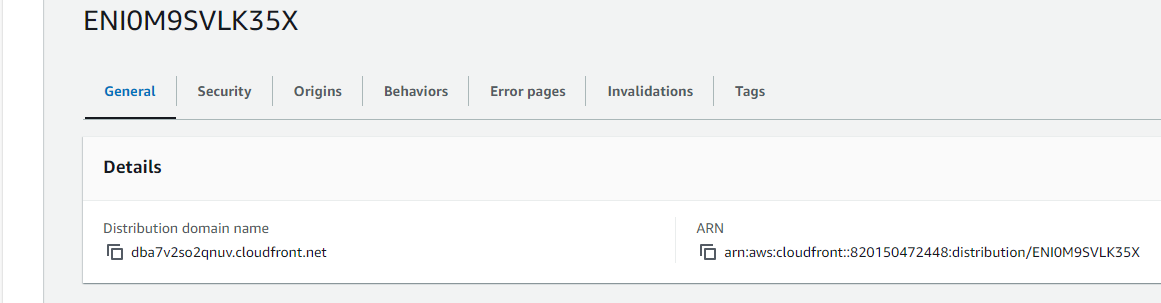 ENI0M9SVLK35X
General Security Origins Behaviors Error pages Invalidations Tags
Details
Distribution domain name
dba7v2so2qnuv.cloudfront.net
ARN
arn:aws:cloudfront::820150472448:distribution/ENI0M9SVLK35X